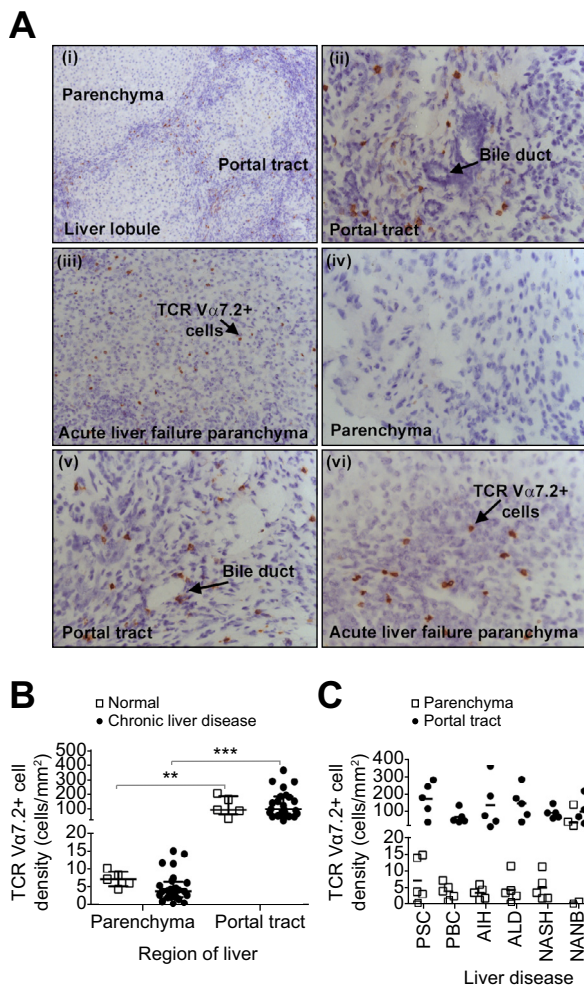 A
(i)
Parenchyma
Portal tract
Liver lobule
(ii)
Bile duct
Portal tract
(iii)
TCR Vα7.2+
cells
Acute liver failure paranchyma
(iv)
Parenchyma
(v)
Bile duct
Portal tract
(vi)
TCR Vα7.2+
cells
Acute liver failure paranchyma
B
Normal
Chronic liver disease
TCR Vα7.2+ cell
density (cells/mm²)
500
400
300
200
100
20
15
10
5
0
**
***
Parenchyma
Portal tract
Region of liver
C
Parenchyma
Portal tract
TCR Vα7.2+ cell
density (cells/mm²)
400
300
200
100
20
15
10
5
0
PSC
PBC
AIH
ALD
NASH
NANB
Liver disease